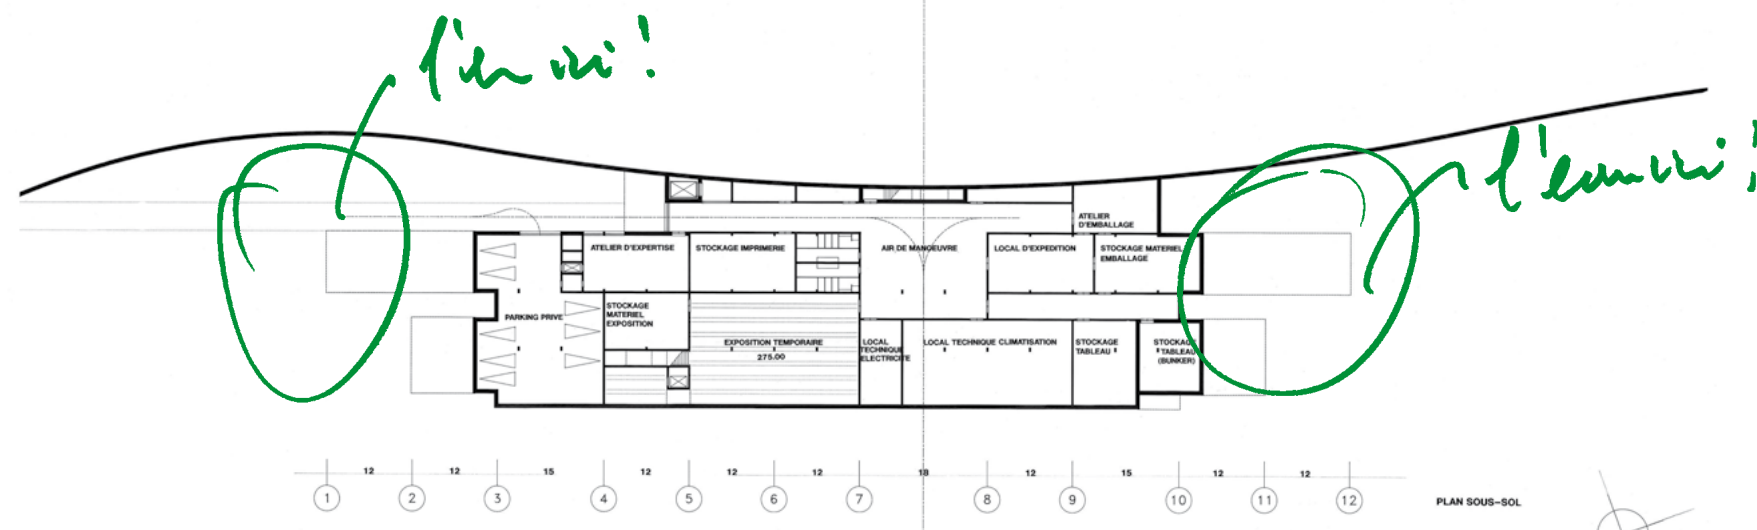 ATELIER
D'EMBALLAGE
ATELIER D'EXPERTISE
STOCKAGE IMPRIMERIE
AIR DE MANOEUVRE
LOCAL D'EXPEDITION
STOCKAGE MATERIEL
EMBALLAGE
STOCKAGE
MATERIEL
EXPOSITION
PARKING PRIVE
EXPOSITION TEMPORAIRE
275.00
LOCAL
TECHNIQUE
ELECTRICITE
LOCAL TECHNIQUE CLIMATISATION
STOCKAGE
TABLEAU
STOCKAGE
TABLEAU
(BUNKER)
12 12 15 12 12 12 18 12 15 12 12
1 2 3 4 5 6 7 8 9 10 11 12
PLAN SOUS-SOL